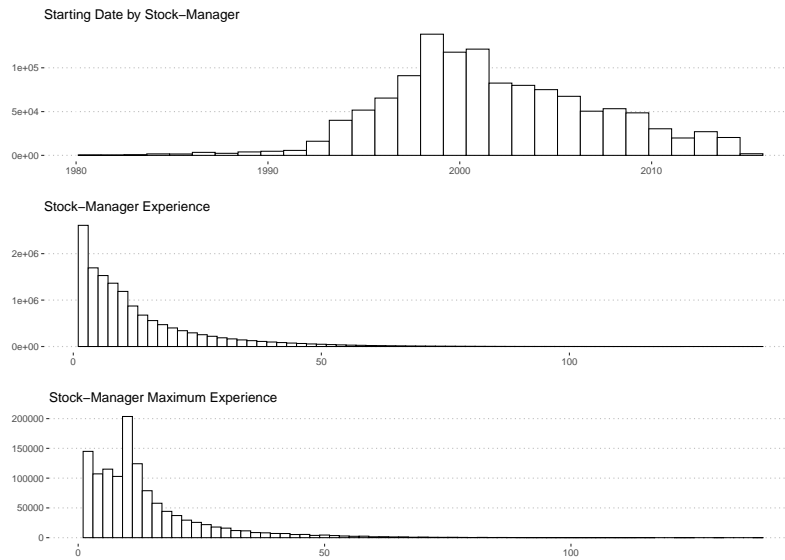 Starting Date by Stock−Manager
1e+05
5e+04
0e+00
1980 1990 2000 2010
Stock−Manager Experience
2e+06
1e+06
0e+00
0 50 100
Stock−Manager Maximum Experience
200000
150000
100000
50000
0
0 50 100